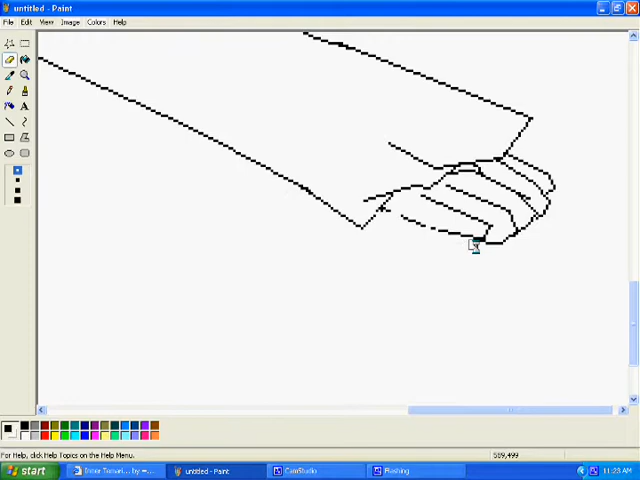 untitled - Paint
File Edit View Image Colors Help
A
For Help, click Help Topics on the Help Menu.
589,499
start
untitled - Paint
CamStudio
Flashing
11:23 AM